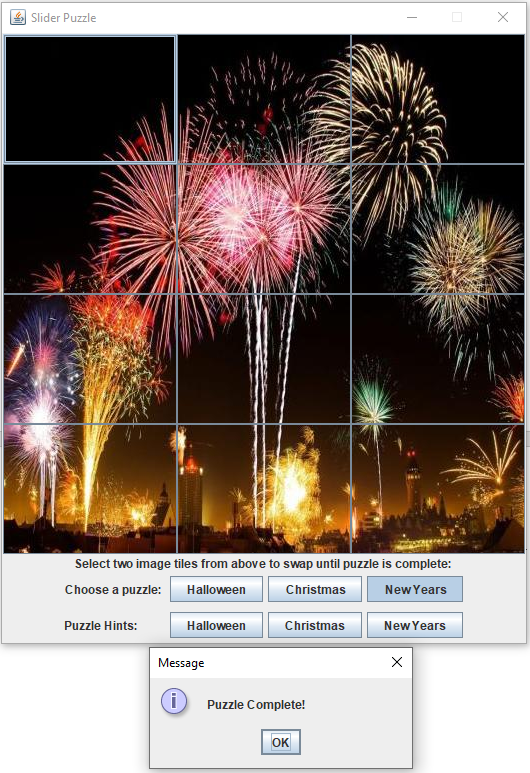 Slider Puzzle
Select two image tiles from above to swap until puzzle is complete:
Choose a puzzle: Halloween Christmas New Years
Puzzle Hints: Halloween Christmas New Years
Message
Puzzle Complete!
OK